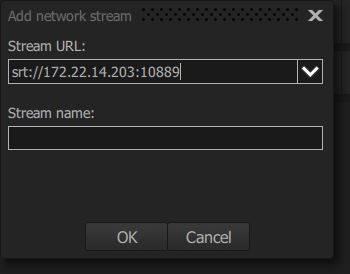 Add network stream
Stream URL:
srt://172.22.14.203:10889
Stream name:
OK
Cancel